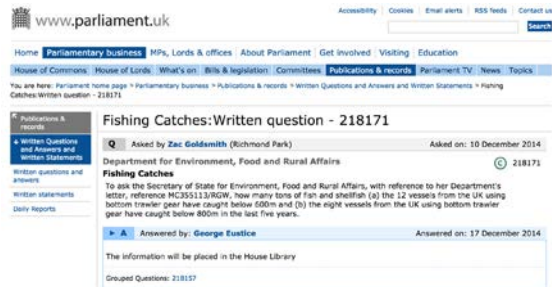 Accessibility Cookies Email alerts RSS feeds Contact us
www.parliament.uk
Search
Home Parliamentary business MPs, Lords & offices About Parliament Get involved Visiting Education
House of Commons House of Lords What's on Bills & legislation Committees Publications & records Parliament TV News Topics
You are here: Parliament home page > Parliamentary business > Publications & records > Written Questions and Answers and Written Statements > Fishing
Catches:Written question - 218171
Publications &
records
Written Questions
and Answers and
Written Statements
Written questions and
answers
Written statements
Daily Reports
Fishing Catches:Written question - 218171
Q Asked by Zac Goldsmith (Richmond Park) Asked on: 10 December 2014
Department for Environment, Food and Rural Affairs C 218171
Fishing Catches
To ask the Secretary of State for Environment, Food and Rural Affairs, with reference to her Department's
letter, reference MC355113/RGW, how many tons of fish and shellfish (a) the 12 vessels from the UK using
bottom trawler gear have caught below 600m and (b) the eight vessels from the UK using bottom trawler
gear have caught below 800m in the last five years.
A Answered by: George Eustice Answered on: 17 December 2014
The information will be placed in the House Library
Grouped Questions: 218157